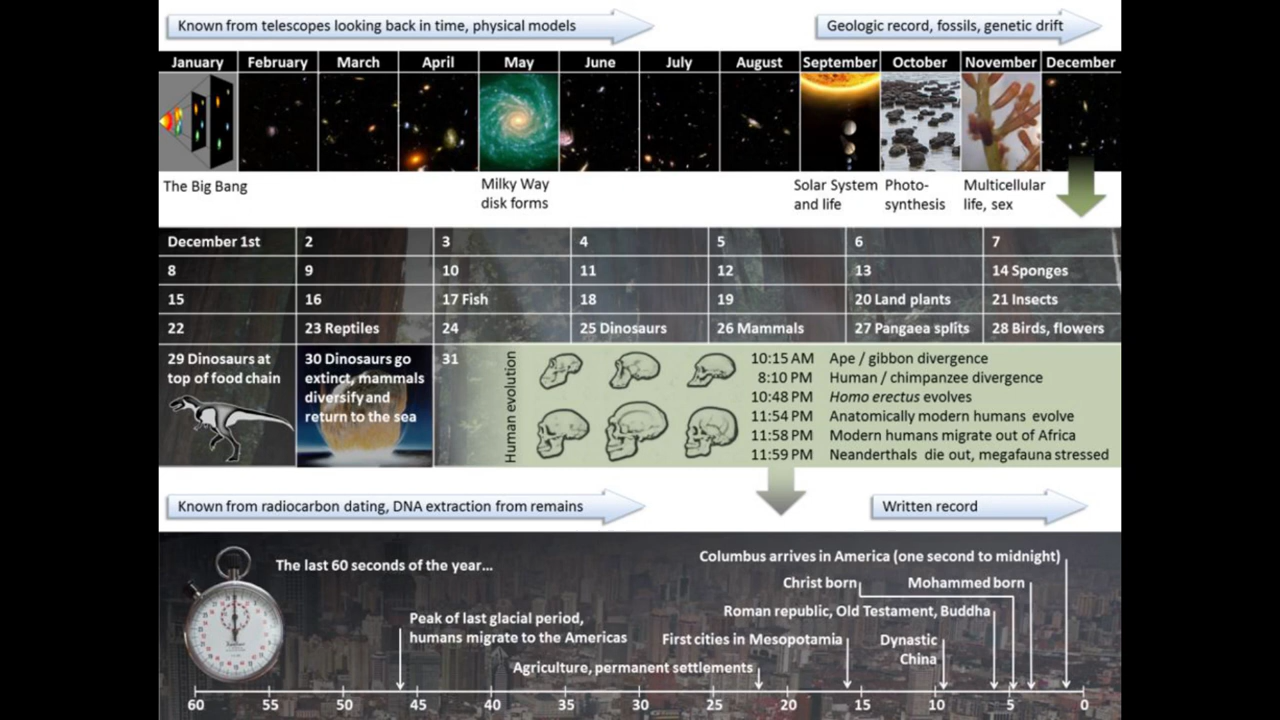 Known from telescopes looking back in time, physical models
Geologic record, fossils, genetic drift
January February March April May June July August September October November December
The Big Bang
Milky Way
disk forms
Solar System
and life
Photo-
synthesis
Multicellular
life, sex
December 1st 2 3 4 5 6 7
8 9 10 11 12 13 14 Sponges
15 16 17 Fish 18 19 20 Land plants 21 Insects
22 23 Reptiles 24 25 Dinosaurs 26 Mammals 27 Pangaea splits 28 Birds, flowers
29 Dinosaurs at
top of food chain
30 Dinosaurs go
extinct, mammals
diversify and
return to the sea
31
Human evolution
10:15 AM Ape / gibbon divergence
8:10 PM Human / chimpanzee divergence
10:48 PM Homo erectus evolves
11:54 PM Anatomically modern humans evolve
11:58 PM Modern humans migrate out of Africa
11:59 PM Neanderthals die out, megafauna stressed
Known from radiocarbon dating, DNA extraction from remains
Written record
The last 60 seconds of the year...
Columbus arrives in America (one second to midnight)
Christ born
Mohammed born
Roman republic, Old Testament, Buddha
Peak of last glacial period,
humans migrate to the Americas
First cities in Mesopotamia
Dynastic
China
Agriculture, permanent settlements
60 55 50 45 40 35 30 25 20 15 10 5 0